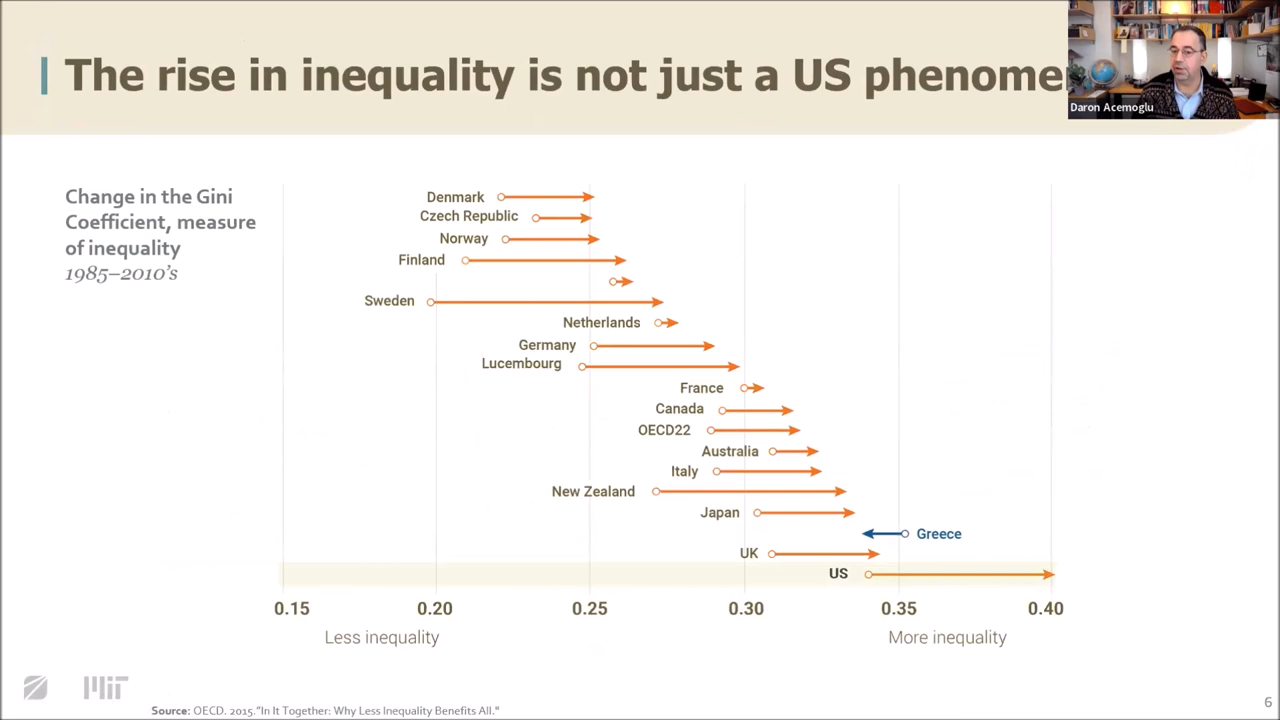 The rise in inequality is not just a US phenome
Daron Acemoglu
Change in the Gini
Coefficient, measure
of inequality
1985–2010's
Denmark
Czech Republic
Norway
Finland
Sweden
Netherlands
Germany
Lucembourg
France
Canada
OECD22
Australia
Italy
New Zealand
Japan
Greece
UK
US
0.15 0.20 0.25 0.30 0.35 0.40
Less inequality More inequality
MIT
Source: OECD. 2015."In It Together: Why Less Inequality Benefits All."
6